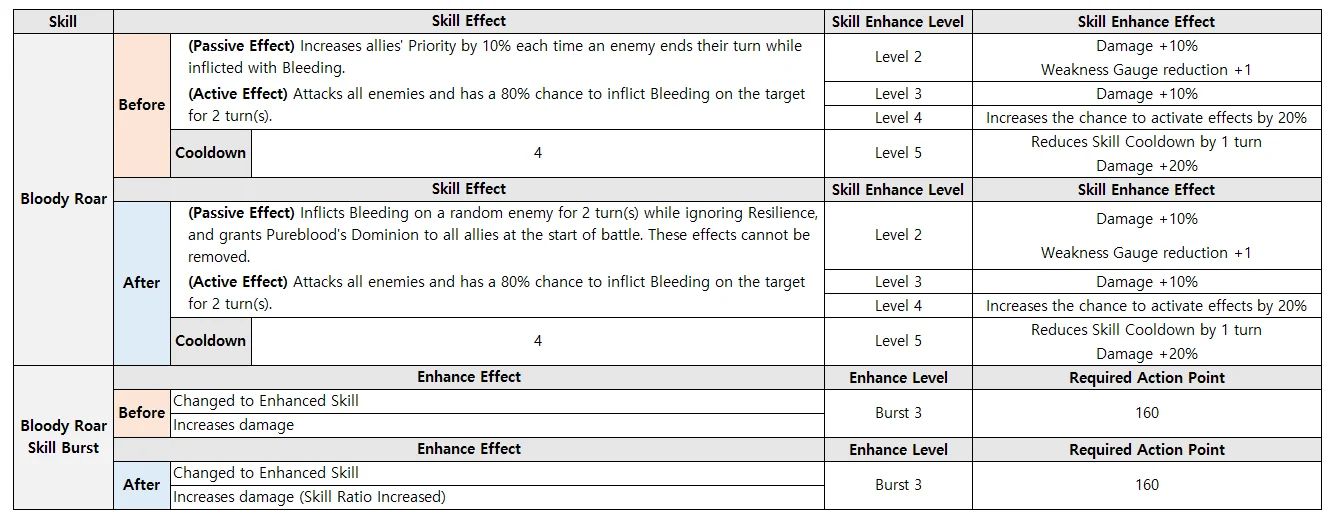 Skill
Skill Effect
Skill Enhance Level
Skill Enhance Effect
Bloody Roar
Before
(Passive Effect) Increases allies' Priority by 10% each time an enemy ends their turn while
inflicted with Bleeding.
(Active Effect) Attacks all enemies and has a 80% chance to inflict Bleeding on the target
for 2 turn(s).
Cooldown
4
Level 2
Damage +10%
Weakness Gauge reduction +1
Level 3
Damage +10%
Level 4
Increases the chance to activate effects by 20%
Level 5
Reduces Skill Cooldown by 1 turn
Damage +20%
Skill Effect
Skill Enhance Level
Skill Enhance Effect
After
(Passive Effect) Inflicts Bleeding on a random enemy for 2 turn(s) while ignoring Resilience,
and grants Pureblood's Dominion to all allies at the start of battle. These effects cannot be
removed.
(Active Effect) Attacks all enemies and has a 80% chance to inflict Bleeding on the target
for 2 turn(s).
Cooldown
4
Level 2
Damage +10%
Weakness Gauge reduction +1
Level 3
Damage +10%
Level 4
Increases the chance to activate effects by 20%
Level 5
Reduces Skill Cooldown by 1 turn
Damage +20%
Bloody Roar
Skill Burst
Enhance Effect
Enhance Level
Required Action Point
Before
Changed to Enhanced Skill
Increases damage
Burst 3
160
Enhance Effect
Enhance Level
Required Action Point
After
Changed to Enhanced Skill
Increases damage (Skill Ratio Increased)
Burst 3
160